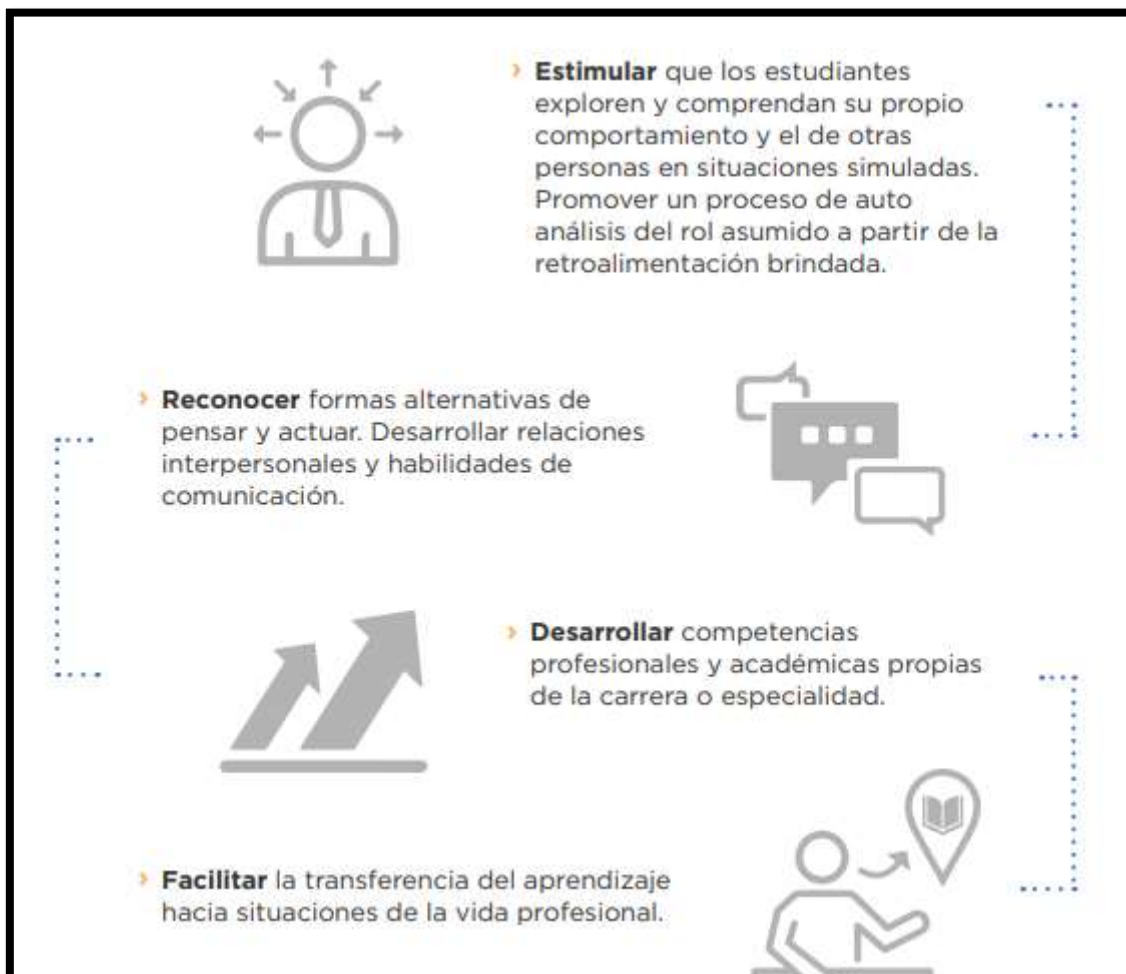 › Estimular que los estudiantes
exploren y comprendan su propio
comportamiento y el de otras
personas en situaciones simuladas.
Promover un proceso de auto
análisis del rol asumido a partir de la
retroalimentación brindada.
› Reconocer formas alternativas de
pensar y actuar. Desarrollar relaciones
interpersonales y habilidades de
comunicación.
› Desarrollar competencias
profesionales y académicas propias
de la carrera o especialidad.
› Facilitar la transferencia del aprendizaje
hacia situaciones de la vida profesional.